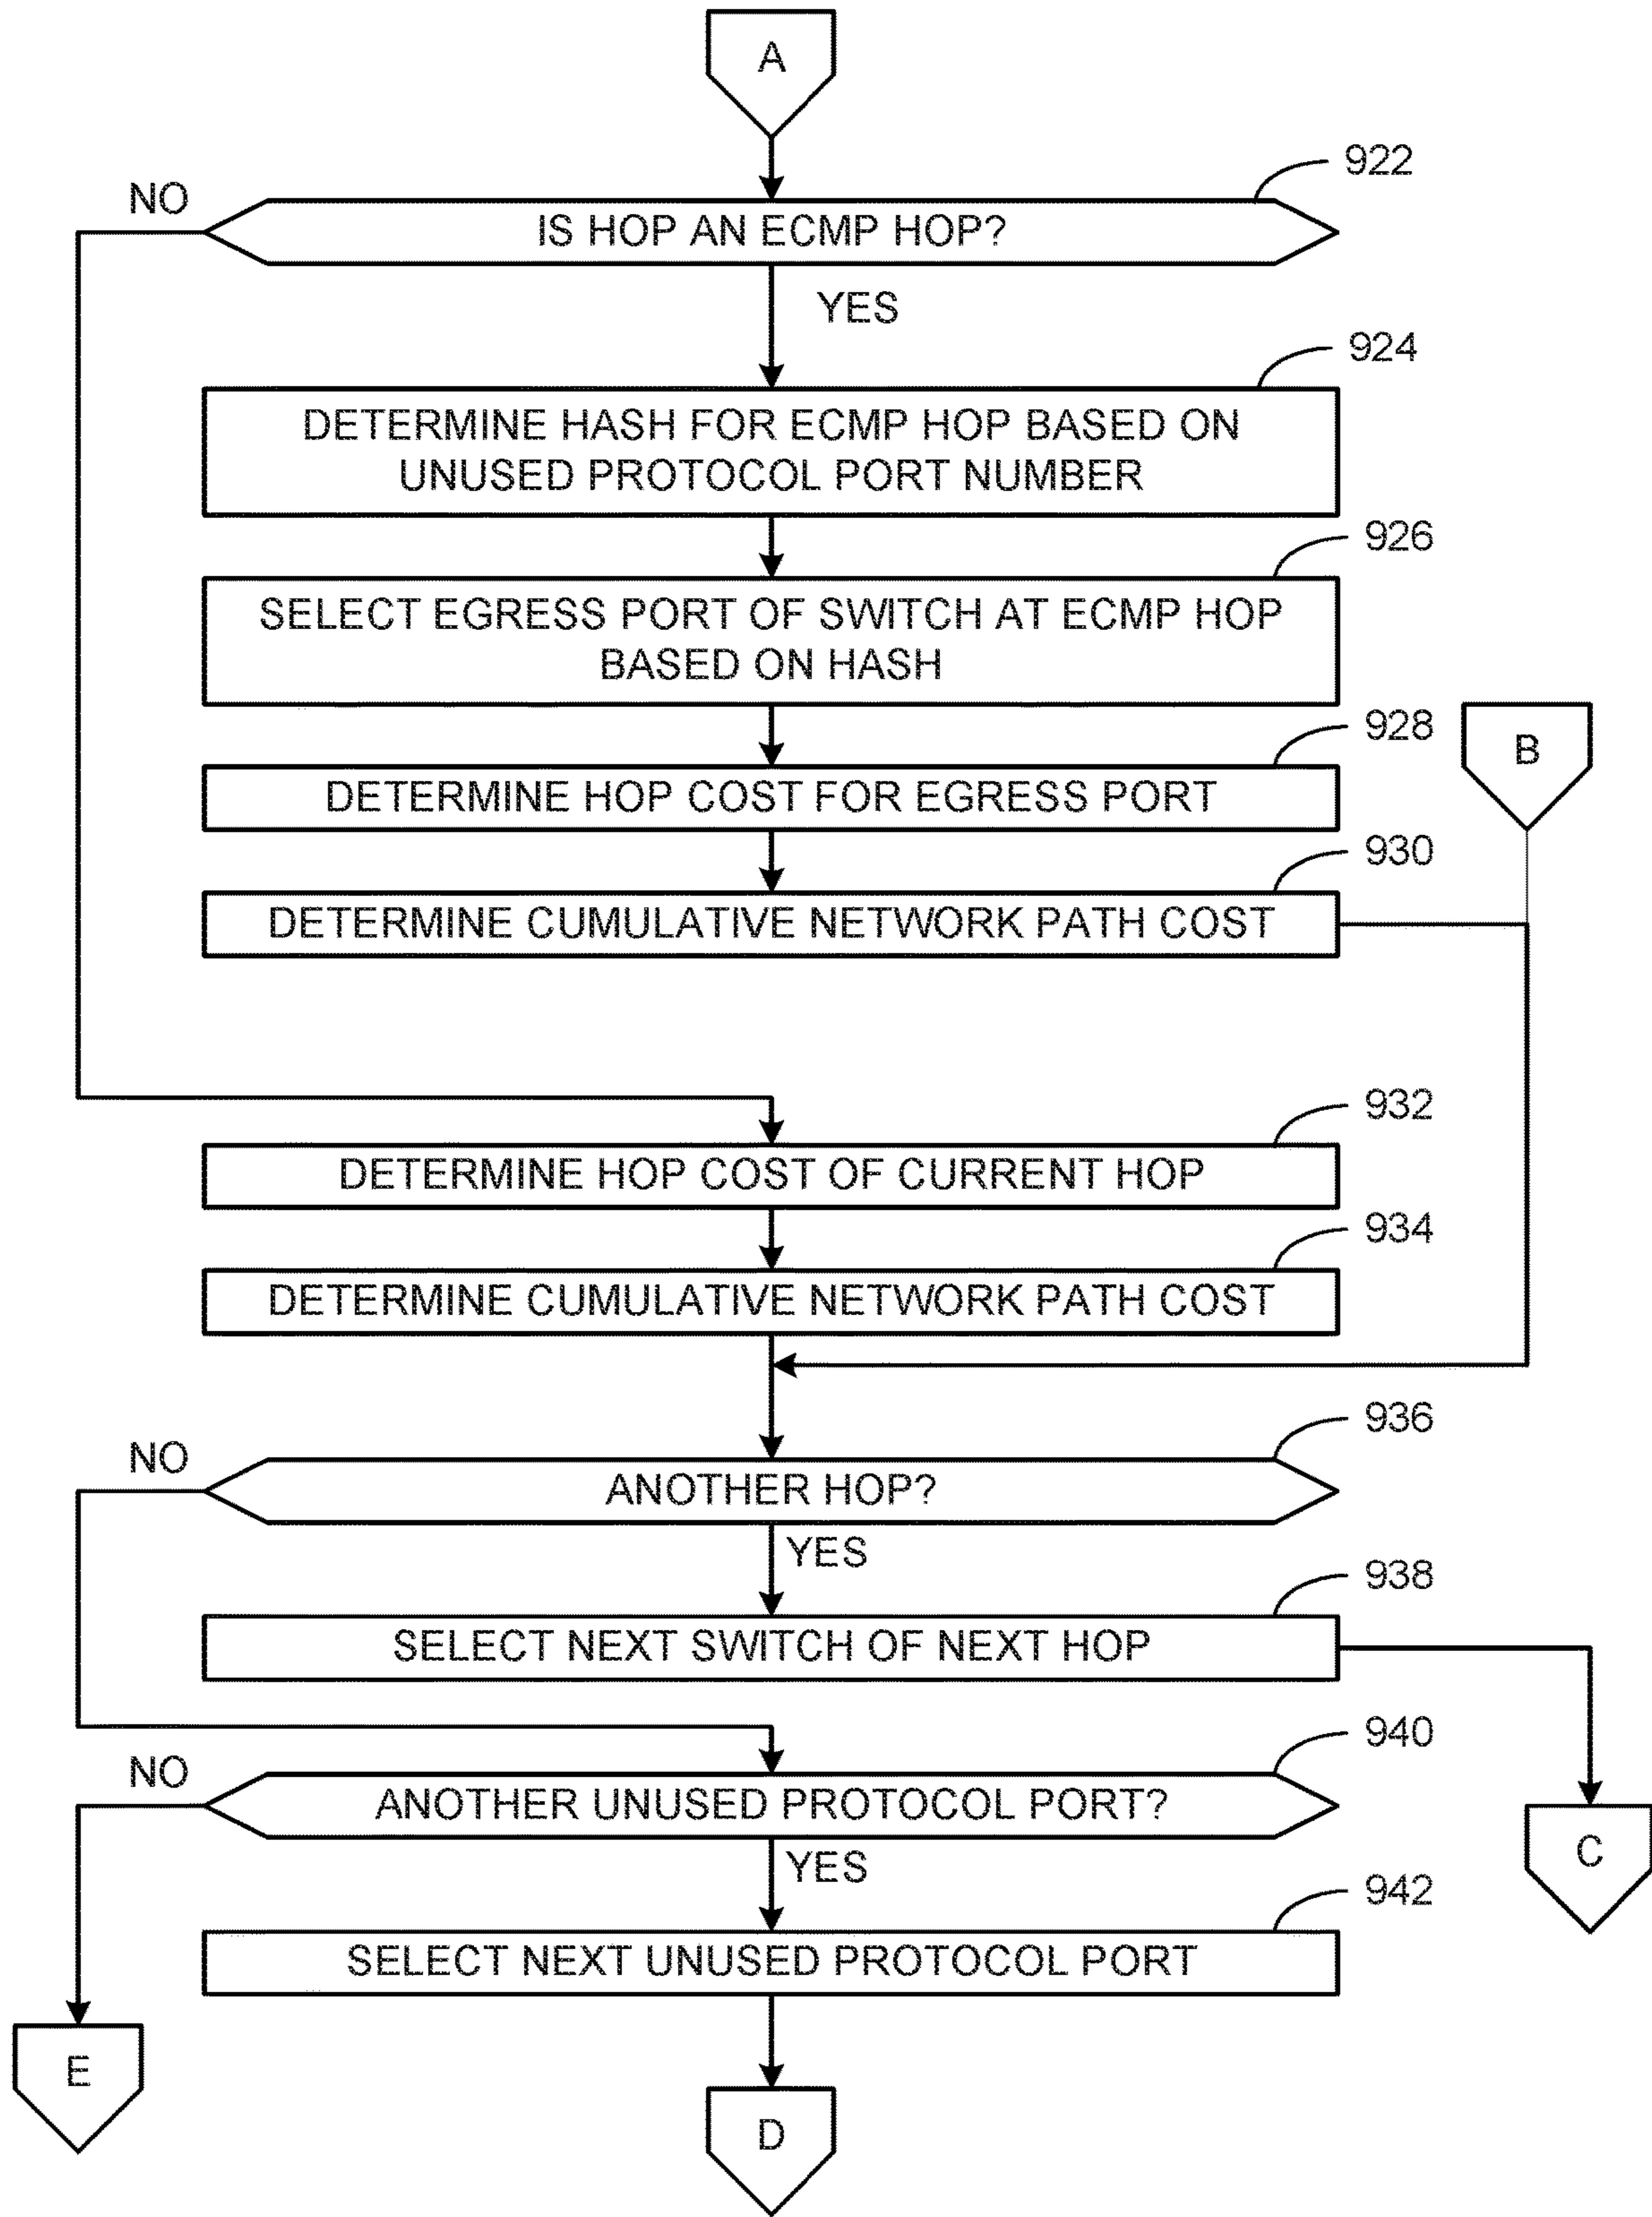 A
922
NO
IS HOP AN ECMP HOP?
YES
924
DETERMINE HASH FOR ECMP HOP BASED ON
UNUSED PROTOCOL PORT NUMBER
926
SELECT EGRESS PORT OF SWITCH AT ECMP HOP
BASED ON HASH
928
B
DETERMINE HOP COST FOR EGRESS PORT
930
DETERMINE CUMULATIVE NETWORK PATH COST
932
DETERMINE HOP COST OF CURRENT HOP
934
DETERMINE CUMULATIVE NETWORK PATH COST
936
NO
ANOTHER HOP?
YES
938
SELECT NEXT SWITCH OF NEXT HOP
940
NO
ANOTHER UNUSED PROTOCOL PORT?
C
YES
942
SELECT NEXT UNUSED PROTOCOL PORT
E
D